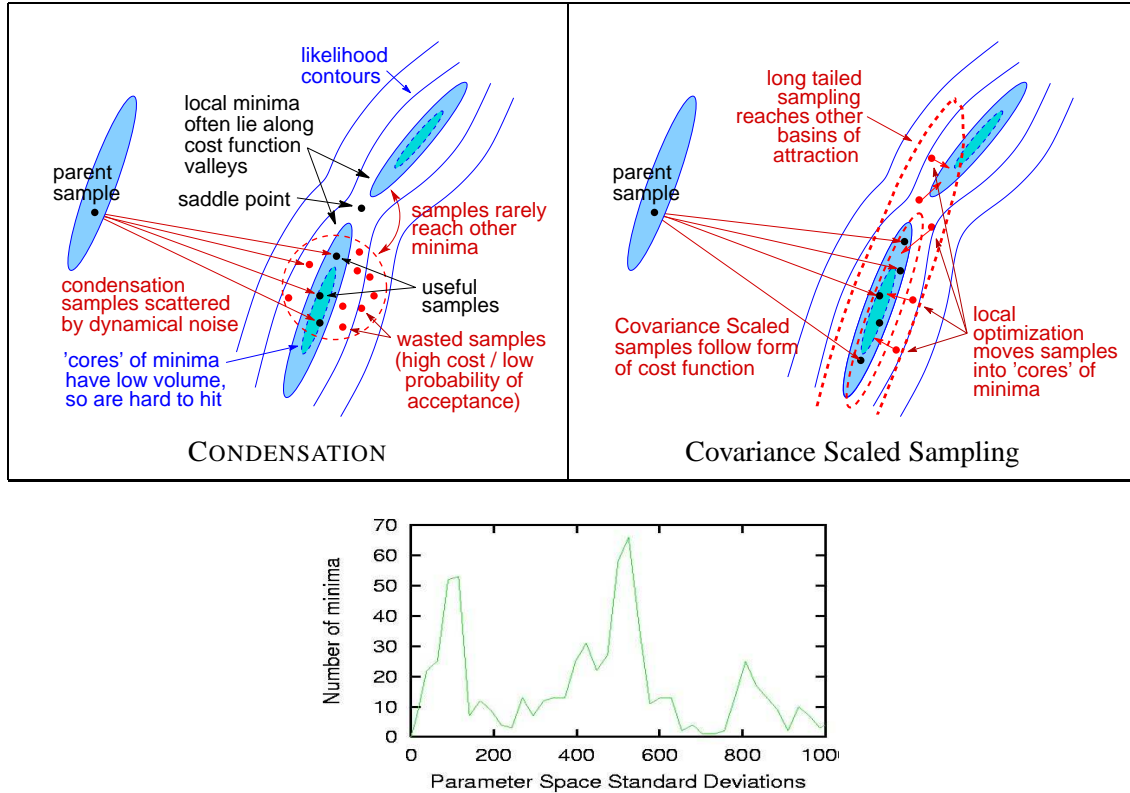 likelihood
contours
local minima
often lie along
cost function
valleys
parent
sample
saddle point
samples rarely
reach other
minima
condensation
samples scattered
by dynamical noise
useful
samples
'cores' of minima
have low volume,
so are hard to hit
wasted samples
(high cost / low
probability of
acceptance)
CONDENSATION
long tailed
sampling
reaches other
basins of
attraction
parent
sample
Covariance Scaled
samples follow form
of cost function
local
optimization
moves samples
into 'cores' of
minima
Covariance Scaled Sampling
70
60
50
40
30
20
10
0
Number of minima
0 200 400 600 800 1000
Parameter Space Standard Deviations